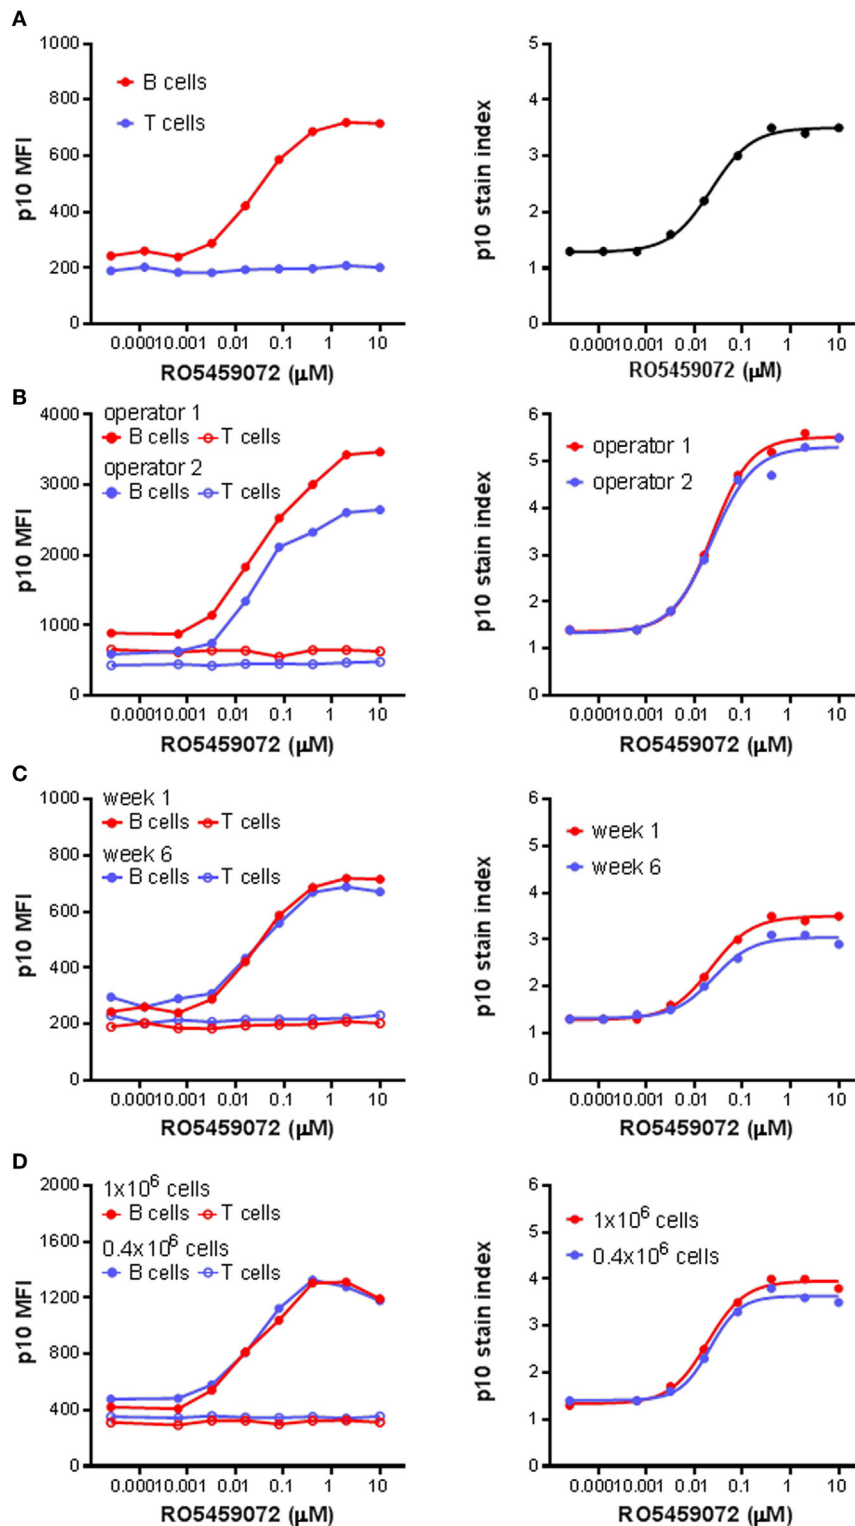 A
1000
800
600
400
200
0
p10 MFI
B cells
T cells
0.0001 0.001 0.01 0.1 1 10
RO5459072 (µM)
5
4
3
2
1
0
p10 stain index
0.0001 0.001 0.01 0.1 1 10
RO5459072 (µM)
B
4000
3000
2000
1000
0
p10 MFI
operator 1
B cells T cells
operator 2
B cells T cells
0.0001 0.001 0.01 0.1 1 10
RO5459072 (µM)
6
5
4
3
2
1
0
p10 stain index
operator 1
operator 2
0.0001 0.001 0.01 0.1 1 10
RO5459072 (µM)
C
1000
800
600
400
200
0
p10 MFI
week 1
B cells T cells
week 6
B cells T cells
0.0001 0.001 0.01 0.1 1 10
RO5459072 (µM)
6
5
4
3
2
1
0
p10 stain index
week 1
week 6
0.0001 0.001 0.01 0.1 1 10
RO5459072 (µM)
D
2000
1600
1200
800
400
0
p10 MFI
1x10⁶ cells
B cells T cells
0.4x10⁶ cells
B cells T cells
0.0001 0.001 0.01 0.1 1 10
RO5459072 (µM)
6
5
4
3
2
1
0
p10 stain index
1x10⁶ cells
0.4x10⁶ cells
0.0001 0.001 0.01 0.1 1 10
RO5459072 (µM)